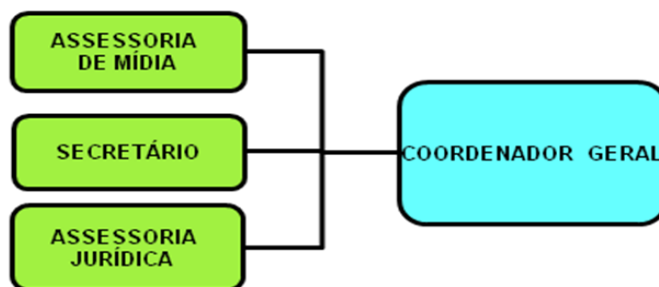 ASSESSORIA
DE MÍDIA
SECRETÁRIO
COORDENADOR GERAL
ASSESSORIA
JURÍDICA